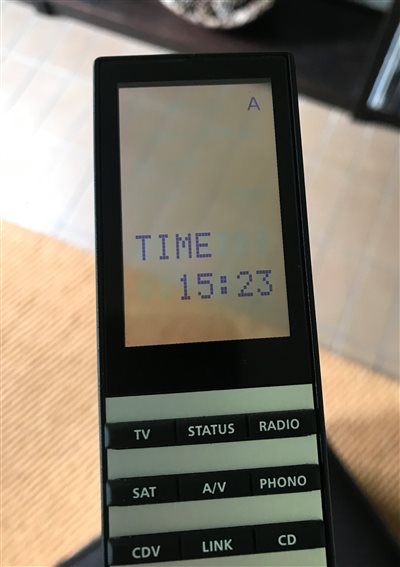 A
TIME
15:23
TV STATUS RADIO
SAT A/V PHONO
CDV LINK CD